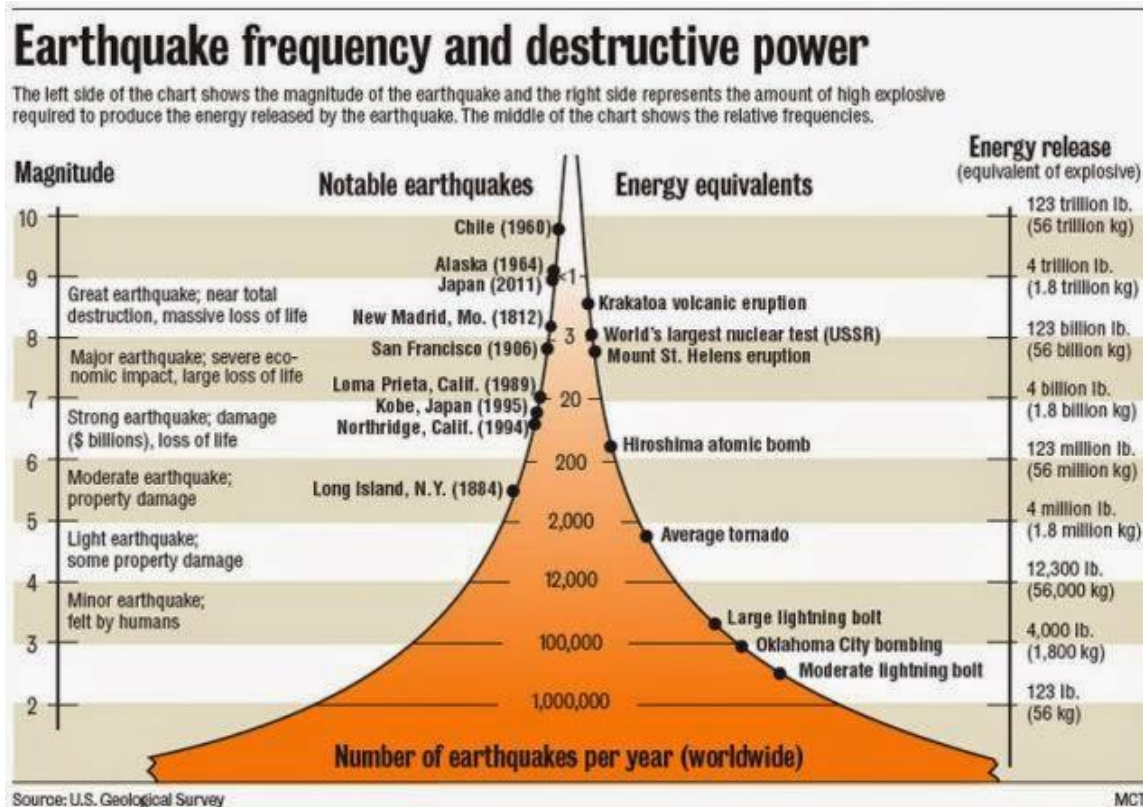 Earthquake frequency and destructive power
The left side of the chart shows the magnitude of the earthquake and the right side represents the amount of high explosive
required to produce the energy released by the earthquake. The middle of the chart shows the relative frequencies.
Magnitude
Notable earthquakes
Energy equivalents
Energy release
(equivalent of explosive)
10
9
8
7
6
5
4
3
2
Great earthquake; near total
destruction, massive loss of life
Major earthquake; severe eco-
nomic impact, large loss of life
Strong earthquake; damage
($ billions), loss of life
Moderate earthquake;
property damage
Light earthquake;
some property damage
Minor earthquake;
felt by humans
Chile (1960)
Alaska (1964)
Japan (2011)
New Madrid, Mo. (1812)
San Francisco (1906)
Loma Prieta, Calif. (1989)
Kobe, Japan (1995)
Northridge, Calif. (1994)
Long Island, N.Y. (1884)
<1
3
20
200
2,000
12,000
100,000
1,000,000
Krakatoa volcanic eruption
World's largest nuclear test (USSR)
Mount St. Helens eruption
Hiroshima atomic bomb
Average tornado
Large lightning bolt
Oklahoma City bombing
Moderate lightning bolt
123 trillion lb.
(56 trillion kg)
4 trillion lb.
(1.8 trillion kg)
123 billion lb.
(56 billion kg)
4 billion lb.
(1.8 billion kg)
123 million lb.
(56 million kg)
4 million lb.
(1.8 million kg)
12,300 lb.
(56,000 kg)
4,000 lb.
(1,800 kg)
123 lb.
(56 kg)
Number of earthquakes per year (worldwide)
Source: U.S. Geological Survey
MCT